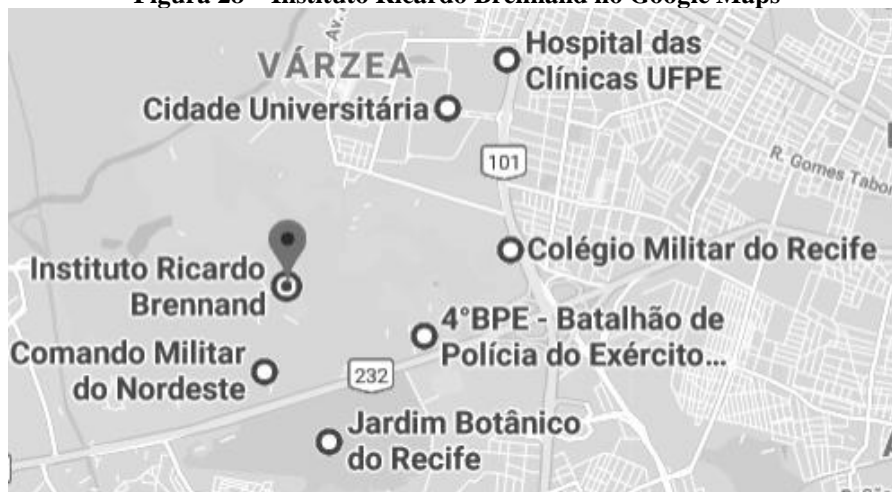 Figura 28 – Instituto Ricardo Brennand no Google Maps
Av.
VÁRZEA
Hospital das
Clínicas UFPE
Cidade Universitária
101
R. Gomes Tabor
Colégio Militar do Recife
Instituto Ricardo
Brennand
4°BPE - Batalhão de
Polícia do Exército...
Comando Militar
do Nordeste
232
Jardim Botânico
do Recife